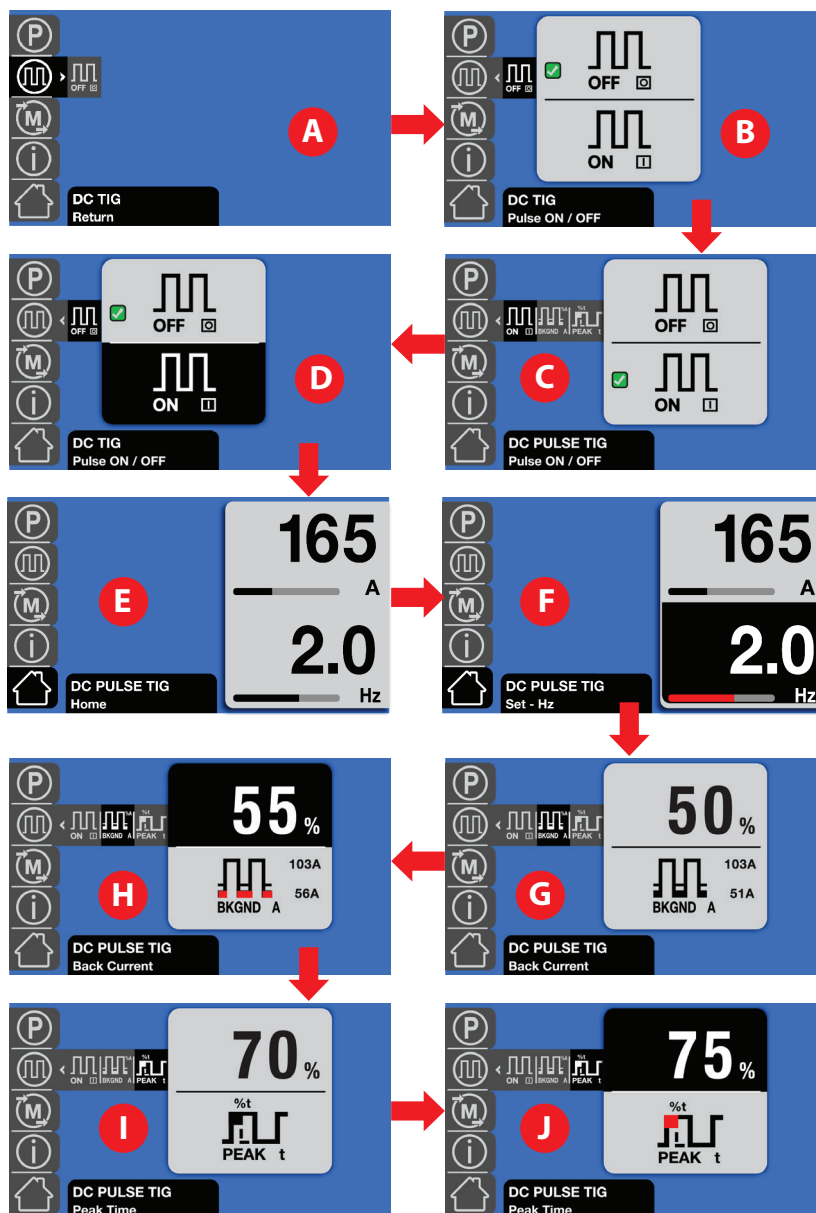 P
OFF
M
i
DC TIG
Return
A
P
OFF
OFF
ON
M
i
DC TIG
Pulse ON / OFF
B
P
OFF
OFF
ON
M
i
DC TIG
Pulse ON / OFF
D
P
ON BKGND A PEAK t
%t
OFF
ON
M
i
DC PULSE TIG
Pulse ON / OFF
C
P
M
i
165
A
2.0
Hz
DC PULSE TIG
Home
E
P
M
i
165
A
2.0
Hz
DC PULSE TIG
Set - Hz
F
P
%t
ON BKGND A PEAK t
M
i
55%
103A
56A
BKGND A
DC PULSE TIG
Back Current
H
P
%t
ON BKGND A PEAK t
M
i
50%
103A
51A
BKGND A
DC PULSE TIG
Back Current
G
P
%t
ON BKGND A PEAK t
M
i
70%
%t
PEAK t
DC PULSE TIG
Peak Time
I
P
%t
ON BKGND A PEAK t
M
i
75%
%t
PEAK t
DC PULSE TIG
Peak Time
J